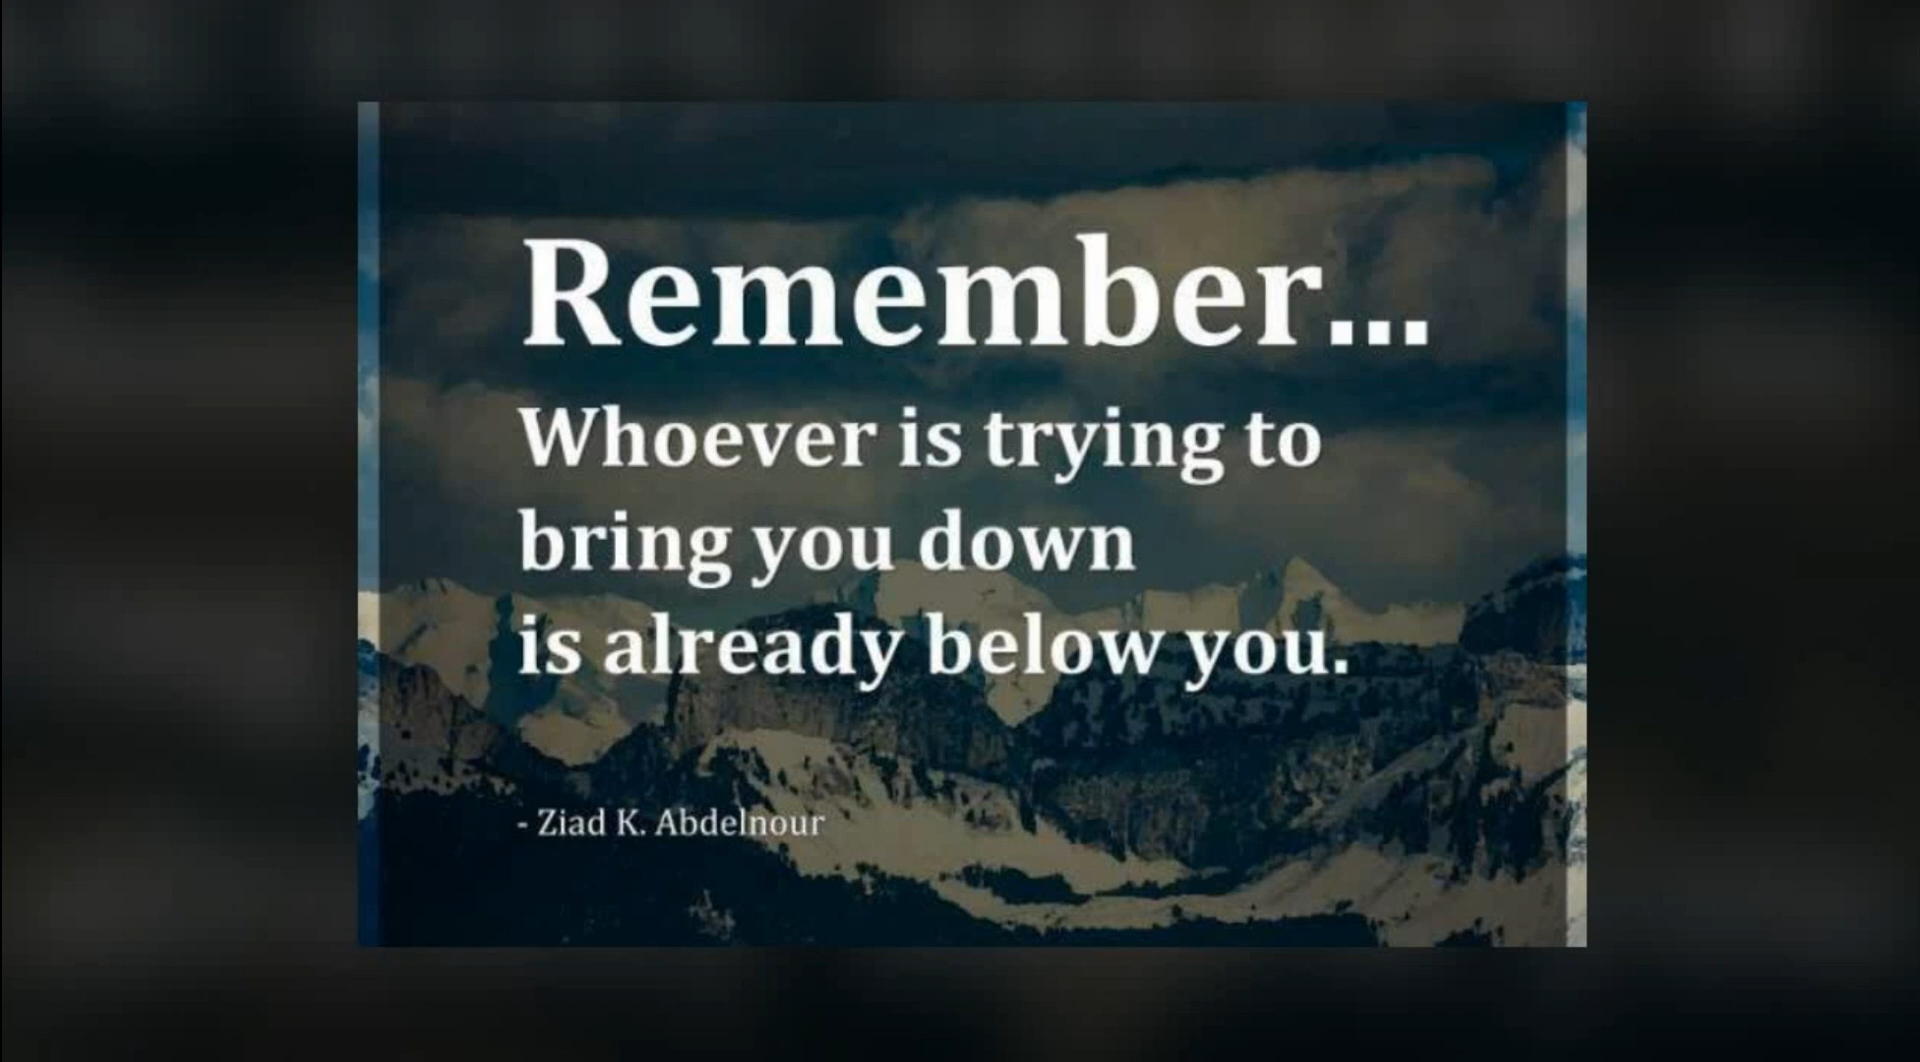 Remember...
Whoever is trying to
bring you down
is already below you.
- Ziad K. Abdelnour